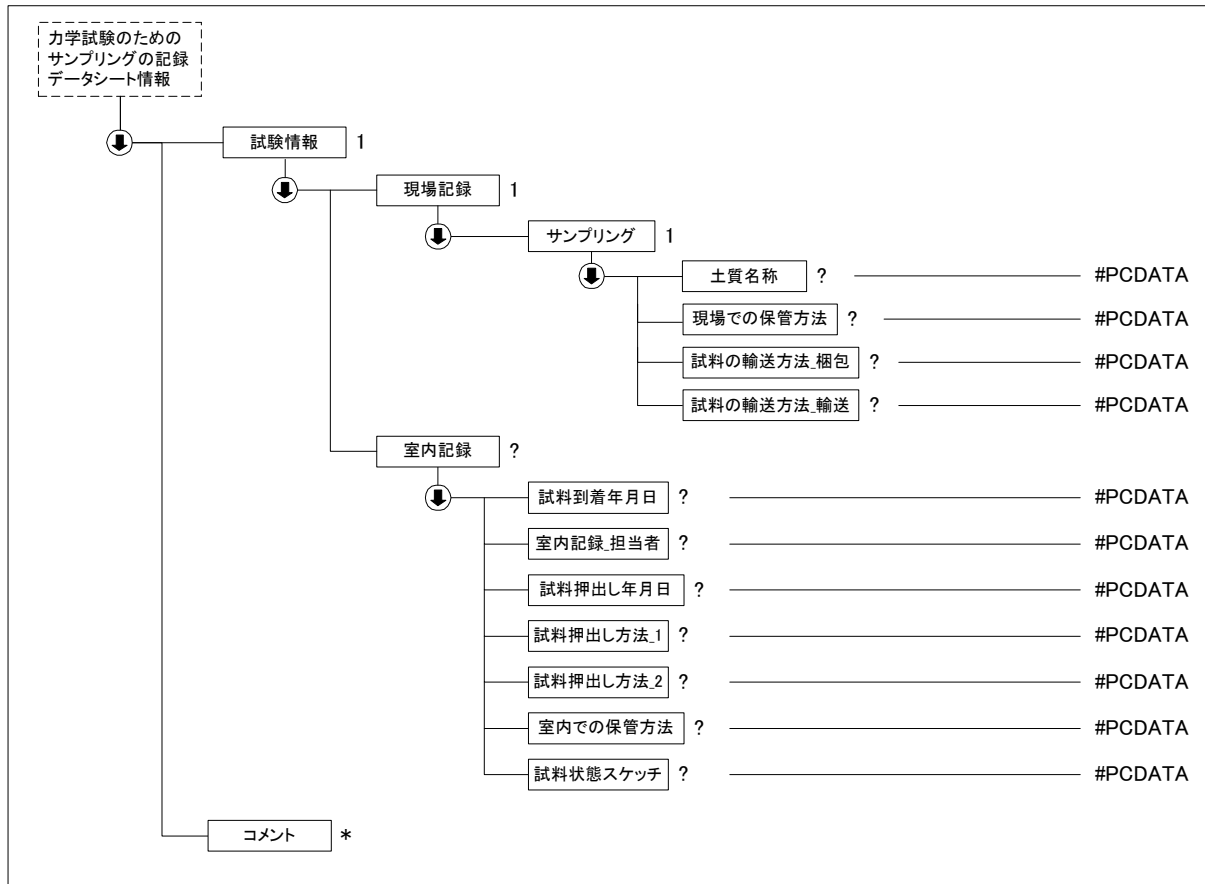 力学試験のための
サンプリングの記録
データシート情報
試験情報 1
現場記録 1
サンプリング 1
土質名称 ? #PCDATA
現場での保管方法 ? #PCDATA
試料の輸送方法_梱包 ? #PCDATA
試料の輸送方法_輸送 ? #PCDATA
室内記録 ?
試料到着年月日 ? #PCDATA
室内記録_担当者 ? #PCDATA
試料押出し年月日 ? #PCDATA
試料押出し方法_1 ? #PCDATA
試料押出し方法_2 ? #PCDATA
室内での保管方法 ? #PCDATA
試料状態スケッチ ? #PCDATA
コメント *